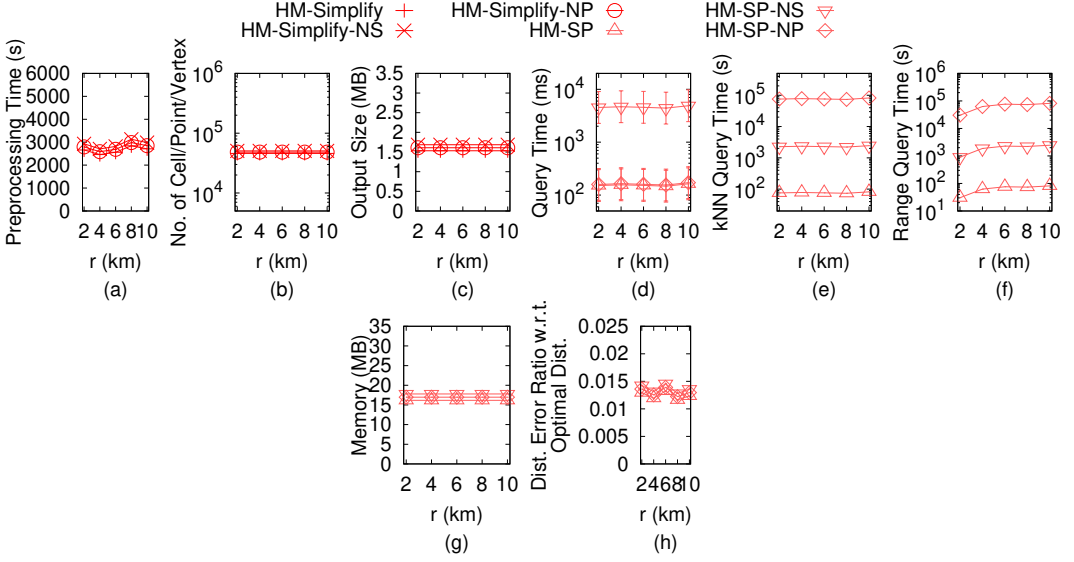 HM-Simplify
HM-Simplify-NS
HM-Simplify-NP
HM-SP
HM-SP-NS
HM-SP-NP
Preprocessing Time (s)
6000
5000
4000
3000
2000
1000
0
2 4 6 8 10
r (km)
(a)
No. of Cell/Point/Vertex
10^6
10^5
10^4
2 4 6 8 10
r (km)
(b)
Output Size (MB)
3.5
3
2.5
2
1.5
1
0.5
0
2 4 6 8 10
r (km)
(c)
Query Time (ms)
10^4
10^3
10^2
2 4 6 8 10
r (km)
(d)
kNN Query Time (s)
10^5
10^4
10^3
10^2
2 4 6 8 10
r (km)
(e)
Range Query Time (s)
10^6
10^5
10^4
10^3
10^2
10^1
2 4 6 8 10
r (km)
(f)
Memory (MB)
35
30
25
20
15
10
5
0
2 4 6 8 10
r (km)
(g)
Dist. Error Ratio w.r.t.
Optimal Dist.
0.025
0.02
0.015
0.01
0.005
0
2 4 6 8 10
r (km)
(h)